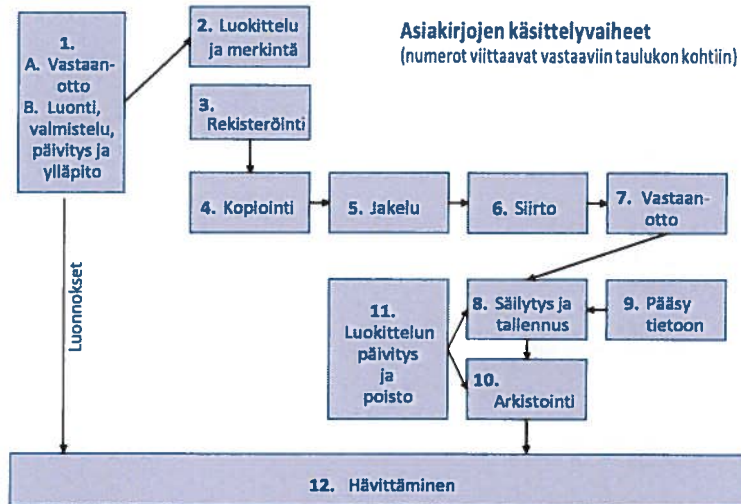 Asiakirjojen käsittelyvaiheet
(numerot viittaavat vastaaviin taulukon kohtiin)
1.
A. Vastaan-
otto
B. Luonti,
valmistelu,
päivitys ja
ylläpito
2. Luokittelu
ja merkintä
3.
Rekisteröinti
4. Kopiointi
5. Jakelu
6. Siirto
7. Vastaan-
otto
Luonnokset
11.
Luokittelun
päivitys
ja
poisto
8. Säilytys ja
tallennus
9. Pääsy
tietoon
10.
Arkistointi
12. Hävittäminen